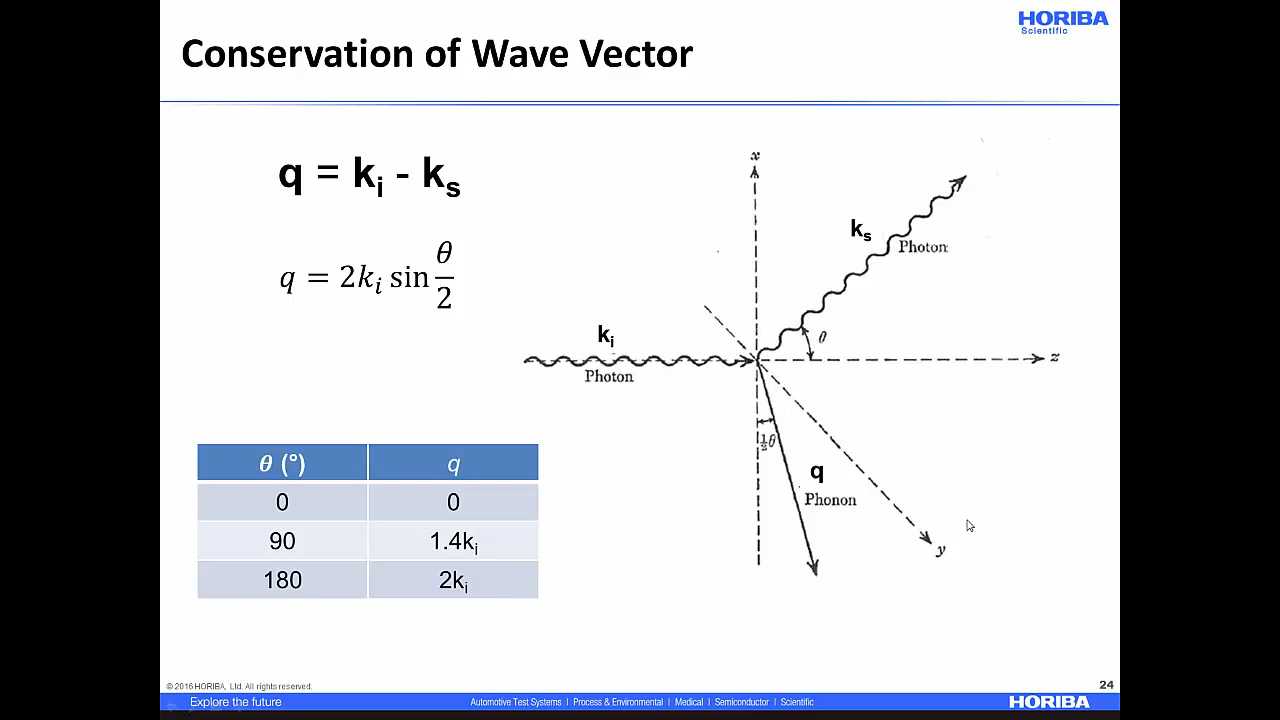 HORIBA
Scientific
Conservation of Wave Vector
q = ki - ks
q = 2ki sin θ/2
x
ks
Photon
ki
θ
z
Photon
½θ
q
Phonon
y
θ (°) q
0 0
90 1.4ki
180 2ki
© 2016 HORIBA, Ltd. All rights reserved.
24
Explore the future
Automotive Test Systems | Process & Environmental | Medical | Semiconductor | Scientific
HORIBA